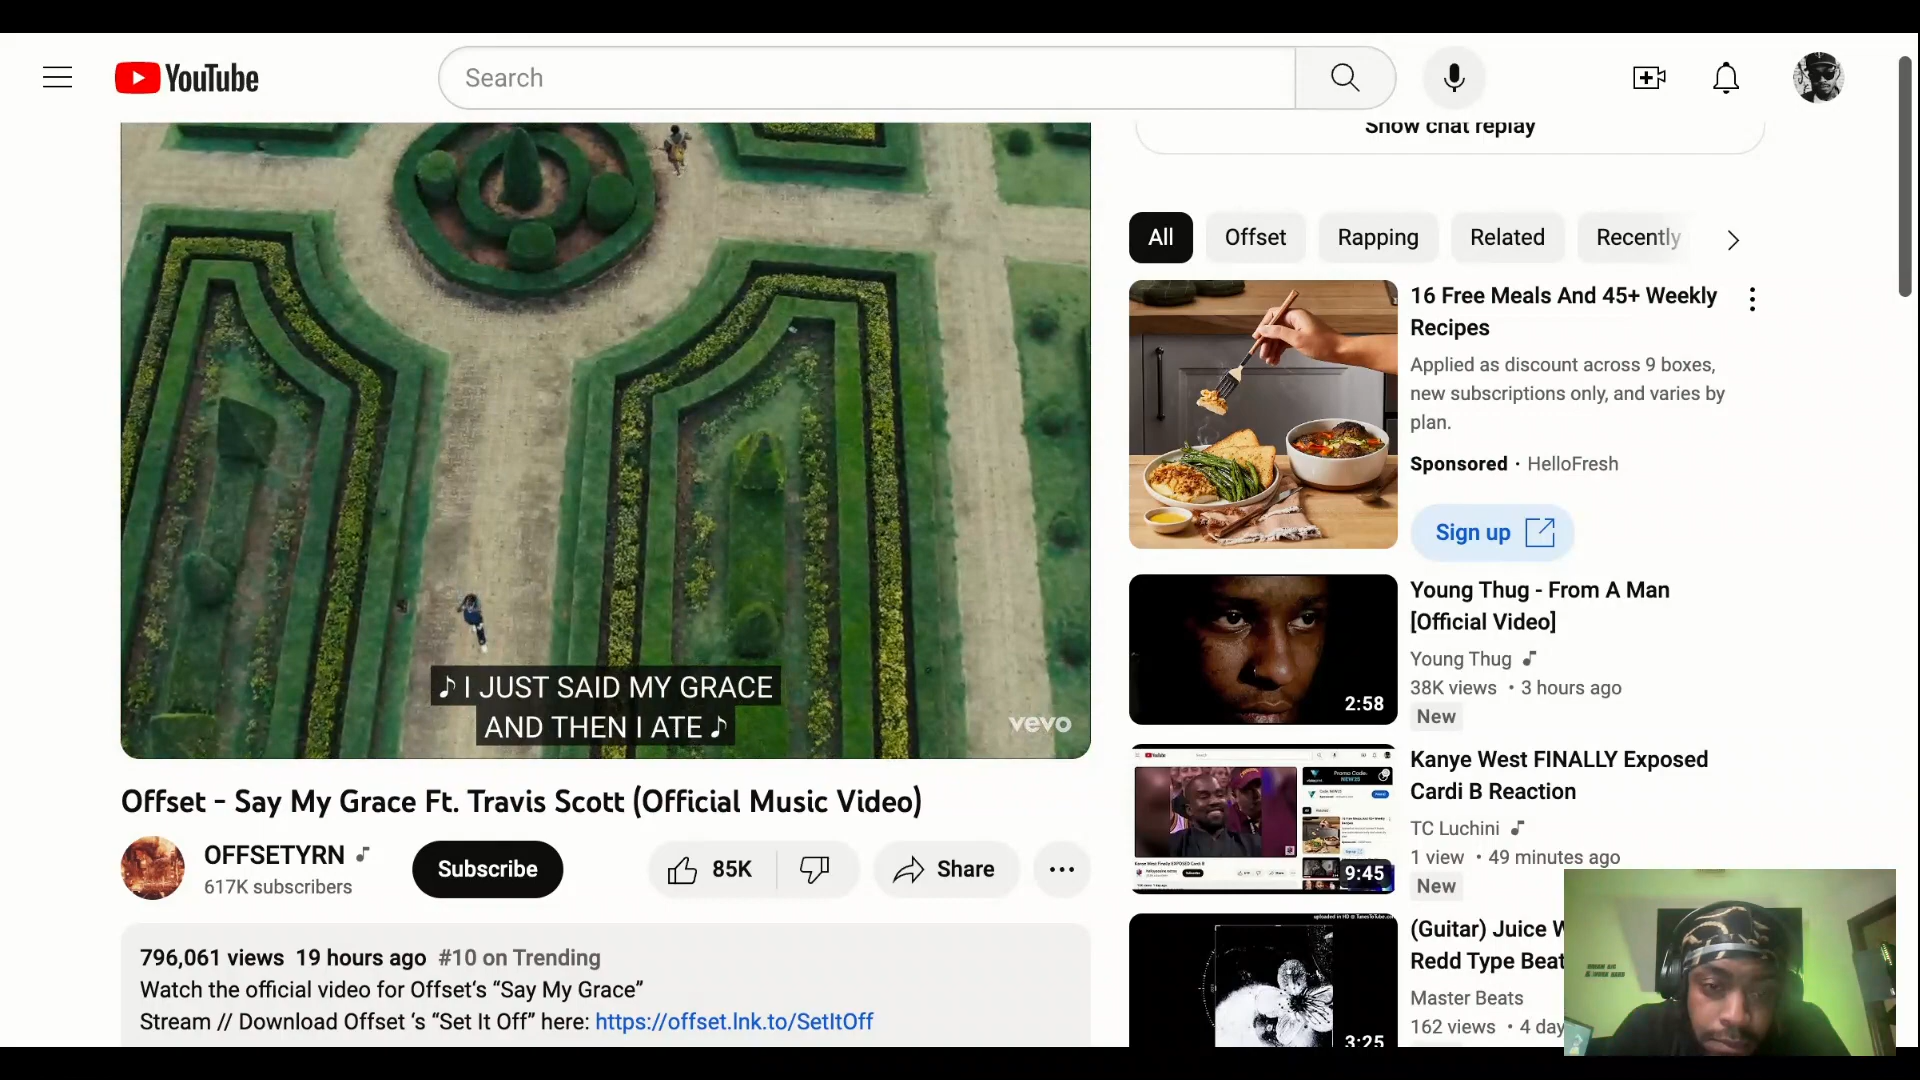 YouTube
Search
Show chat replay
All
Offset
Rapping
Related
Recently
♪ I JUST SAID MY GRACE
AND THEN I ATE ♪
vevo
Offset - Say My Grace Ft. Travis Scott (Official Music Video)
OFFSETYRN
617K subscribers
Subscribe
85K
Share
796,061 views 19 hours ago #10 on Trending
Watch the official video for Offset‘s “Say My Grace”
Stream // Download Offset ‘s “Set It Off” here: https://offset.lnk.to/SetItOff
16 Free Meals And 45+ Weekly
Recipes
Applied as discount across 9 boxes,
new subscriptions only, and varies by
plan.
Sponsored · HelloFresh
Sign up
2:58
Young Thug - From A Man
[Official Video]
Young Thug
38K views • 3 hours ago
New
9:45
Kanye West FINALLY Exposed
Cardi B Reaction
TC Luchini
1 view • 49 minutes ago
New
3:25
(Guitar) Juice W
Redd Type Beat
Master Beats
162 views • 4 day